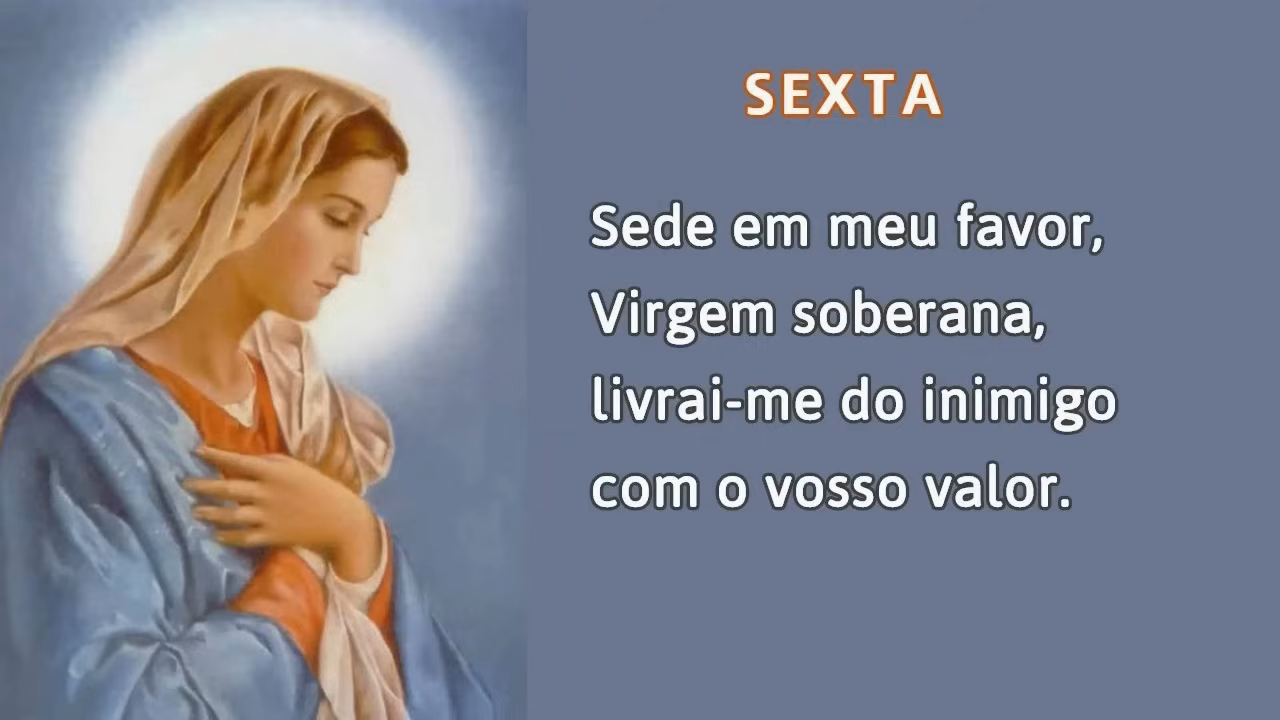 SEXTA
Sede em meu favor,
Virgem soberana,
livrai-me do inimigo
com o vosso valor.